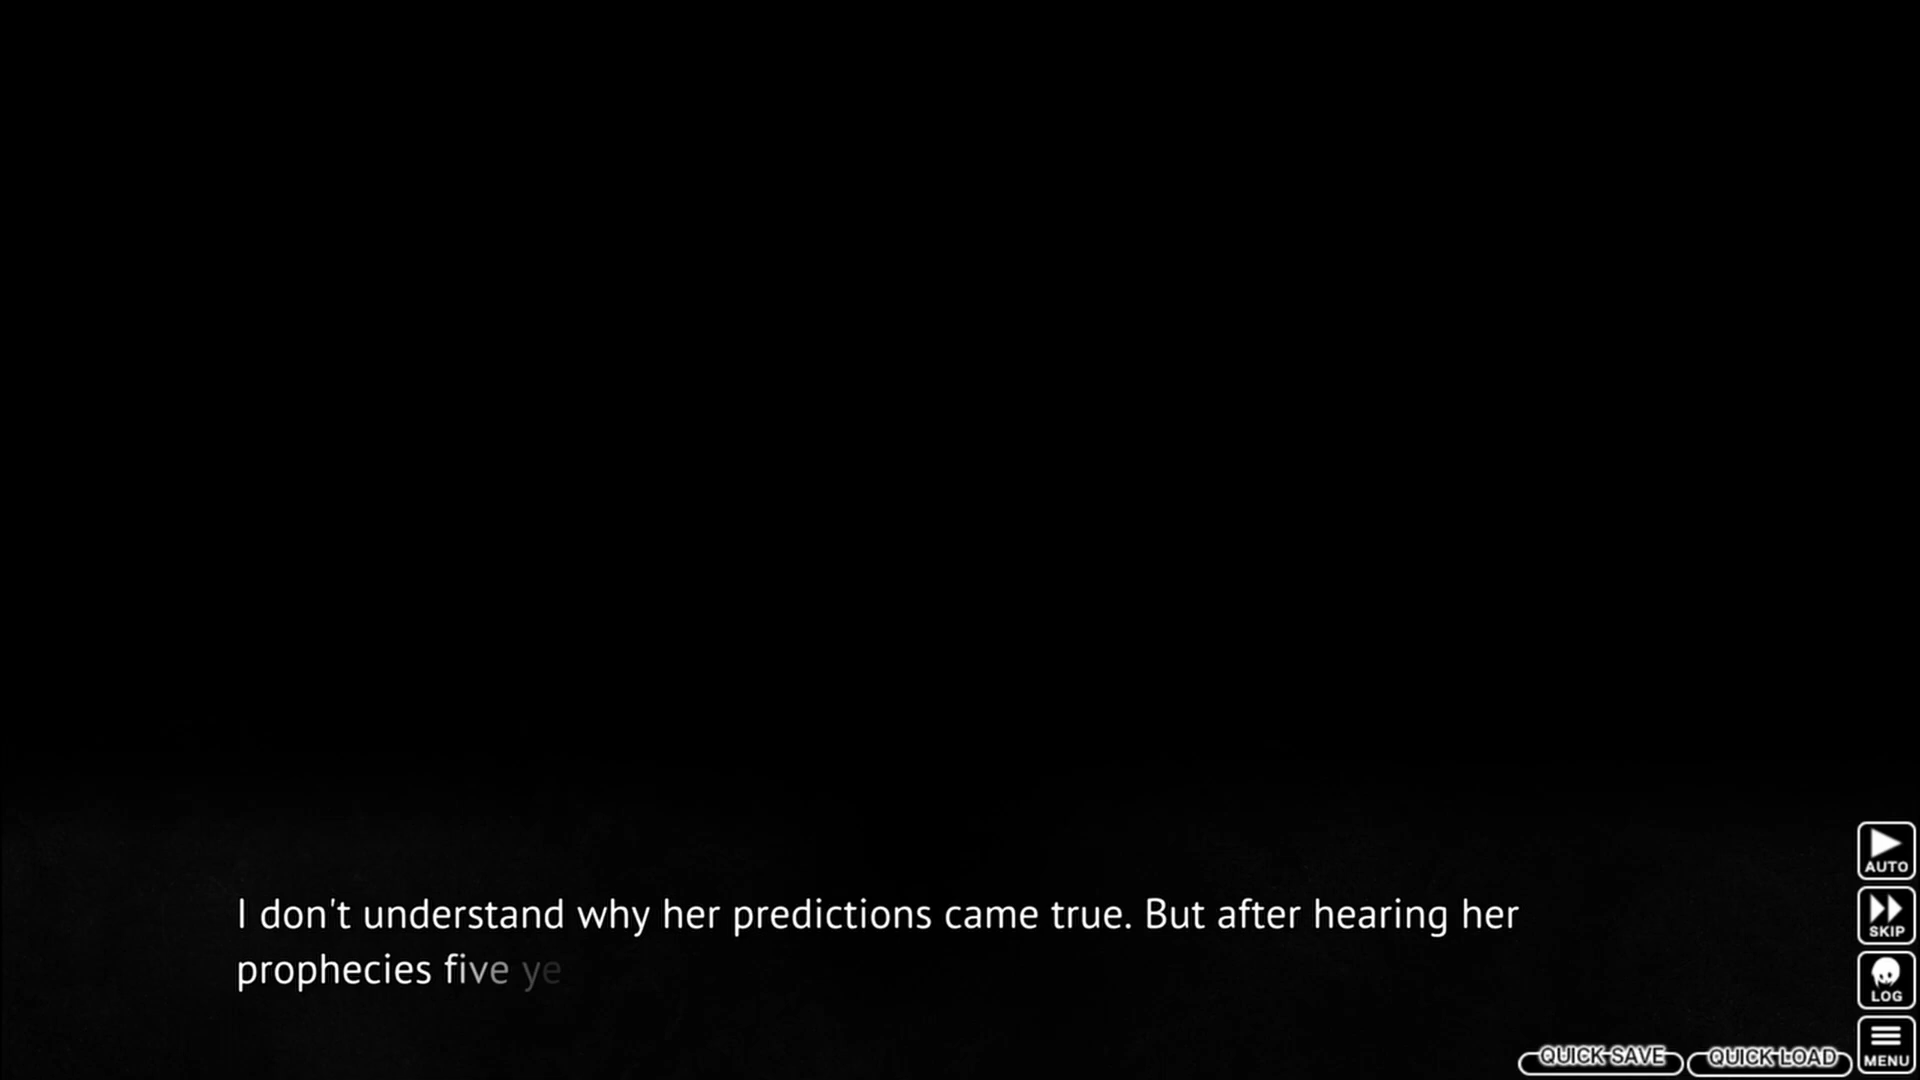 I don't understand why her predictions came true. But after hearing her
prophecies five ye
AUTO
SKIP
LOG
MENU
QUICK SAVE
QUICK LOAD